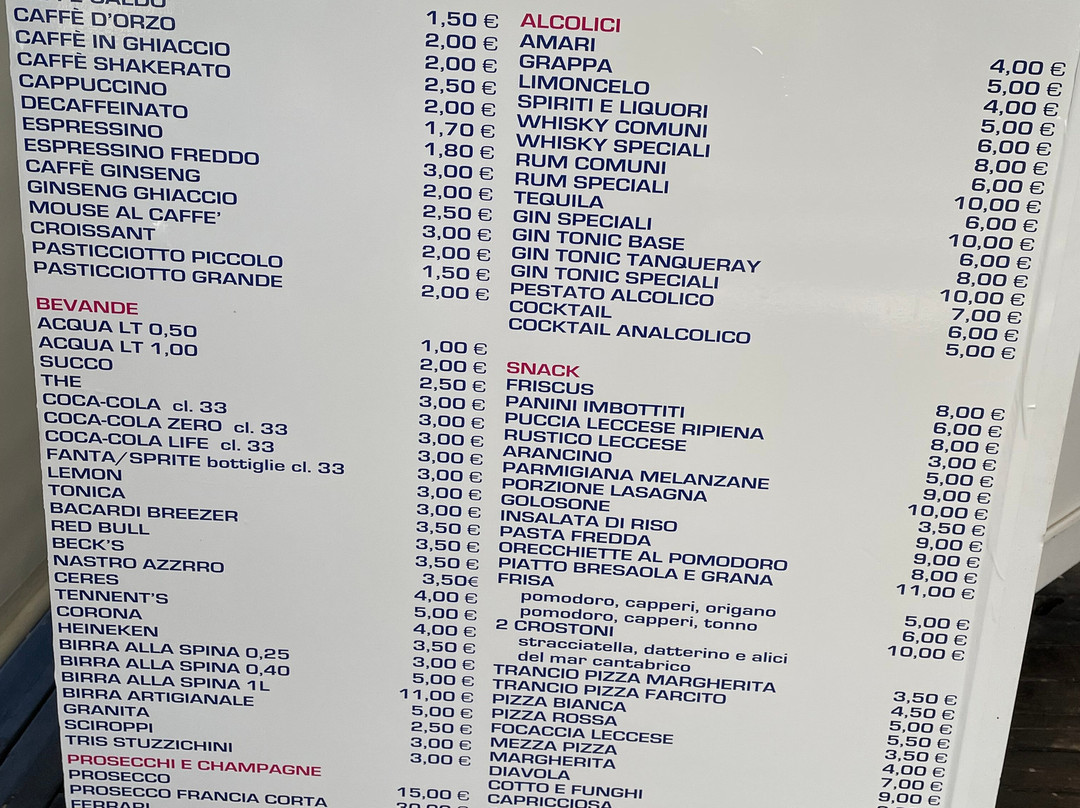 CALDO 1,50 €
CAFFÈ D'ORZO 2,00 €
CAFFÈ IN GHIACCIO 2,00 €
CAFFÈ SHAKERATO 2,50 €
CAPPUCCINO 2,00 €
DECAFFEINATO 1,70 €
ESPRESSINO 1,80 €
ESPRESSINO FREDDO 3,00 €
CAFFÈ GINSENG 2,00 €
GINSENG GHIACCIO 2,50 €
MOUSE AL CAFFE' 3,00 €
CROISSANT 2,00 €
PASTICCIOTTO PICCOLO 1,50 €
PASTICCIOTTO GRANDE 2,00 €
BEVANDE
ACQUA LT 0,50 1,00 €
ACQUA LT 1,00 2,00 €
SUCCO 2,50 €
THE 3,00 €
COCA-COLA cl. 33 3,00 €
COCA-COLA ZERO cl. 33 3,00 €
COCA-COLA LIFE cl. 33 3,00 €
FANTA/SPRITE bottiglie cl. 33 3,00 €
LEMON 3,00 €
TONICA 3,00 €
BACARDI BREEZER 3,50 €
RED BULL 3,50 €
BECK'S 3,50 €
NASTRO AZZRRO 3,50€
CERES 4,00 €
TENNENT'S 5,00 €
CORONA 4,00 €
HEINEKEN 3,50 €
BIRRA ALLA SPINA 0,25 3,00 €
BIRRA ALLA SPINA 0,40 5,00 €
BIRRA ALLA SPINA 1L 11,00 €
BIRRA ARTIGIANALE 5,00 €
GRANITA 2,50 €
SCIROPPI 3,00 €
TRIS STUZZICHINI 3,00 €
PROSECCHI E CHAMPAGNE
PROSECCO 15,00 €
PROSECCO FRANCIA CORTA 30,00 €
FERRARI
ALCOLICI
AMARI 4,00 €
GRAPPA 5,00 €
LIMONCELO 4,00 €
SPIRITI E LIQUORI 5,00 €
WHISKY COMUNI 6,00 €
WHISKY SPECIALI 8,00 €
RUM COMUNI 6,00 €
RUM SPECIALI 10,00 €
TEQUILA 6,00 €
GIN SPECIALI 10,00 €
GIN TONIC BASE 6,00 €
GIN TONIC TANQUERAY 8,00 €
GIN TONIC SPECIALI 10,00 €
PESTATO ALCOLICO 7,00 €
COCKTAIL 6,00 €
COCKTAIL ANALCOLICO 5,00 €
SNACK
FRISCUS 8,00 €
PANINI IMBOTTITI 6,00 €
PUCCIA LECCESE RIPIENA 8,00 €
RUSTICO LECCESE 3,00 €
ARANCINO 5,00 €
PARMIGIANA MELANZANE 9,00 €
PORZIONE LASAGNA 10,00 €
GOLOSONE 3,50 €
INSALATA DI RISO 9,00 €
PASTA FREDDA 9,00 €
ORECCHIETTE AL POMODORO 8,00 €
PIATTO BRESAOLA E GRANA 11,00 €
FRISA
pomodoro, capperi, origano 5,00 €
pomodoro, capperi, tonno 6,00 €
2 CROSTONI 10,00 €
stracciatella, datterino e alici
del mar cantabrico
TRANCIO PIZZA MARGHERITA 3,50 €
TRANCIO PIZZA FARCITO 4,50 €
PIZZA BIANCA 5,00 €
PIZZA ROSSA 5,50 €
FOCACCIA LECCESE 3,50 €
MEZZA PIZZA 4,00 €
MARGHERITA 7,00 €
DIAVOLA 9,00 €
COTTO E FUNGHI
CAPRICCIOSA